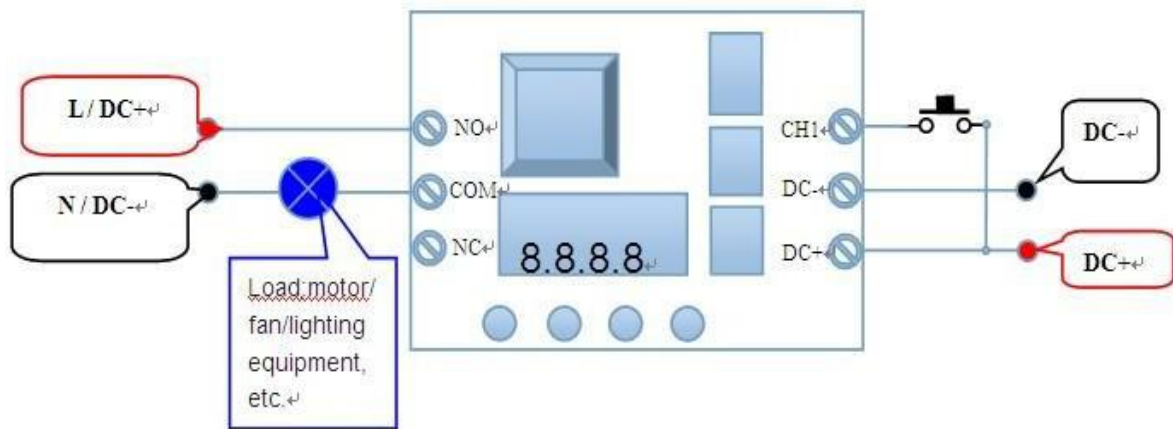 L / DC+↵
N / DC-↵
Load:motor/
fan/lighting
equipment,
etc.↵
NO↵
COM↵
NC↵
8.8.8.8↵
CH1↵
DC-↵
DC+↵
DC-↵
DC+↵